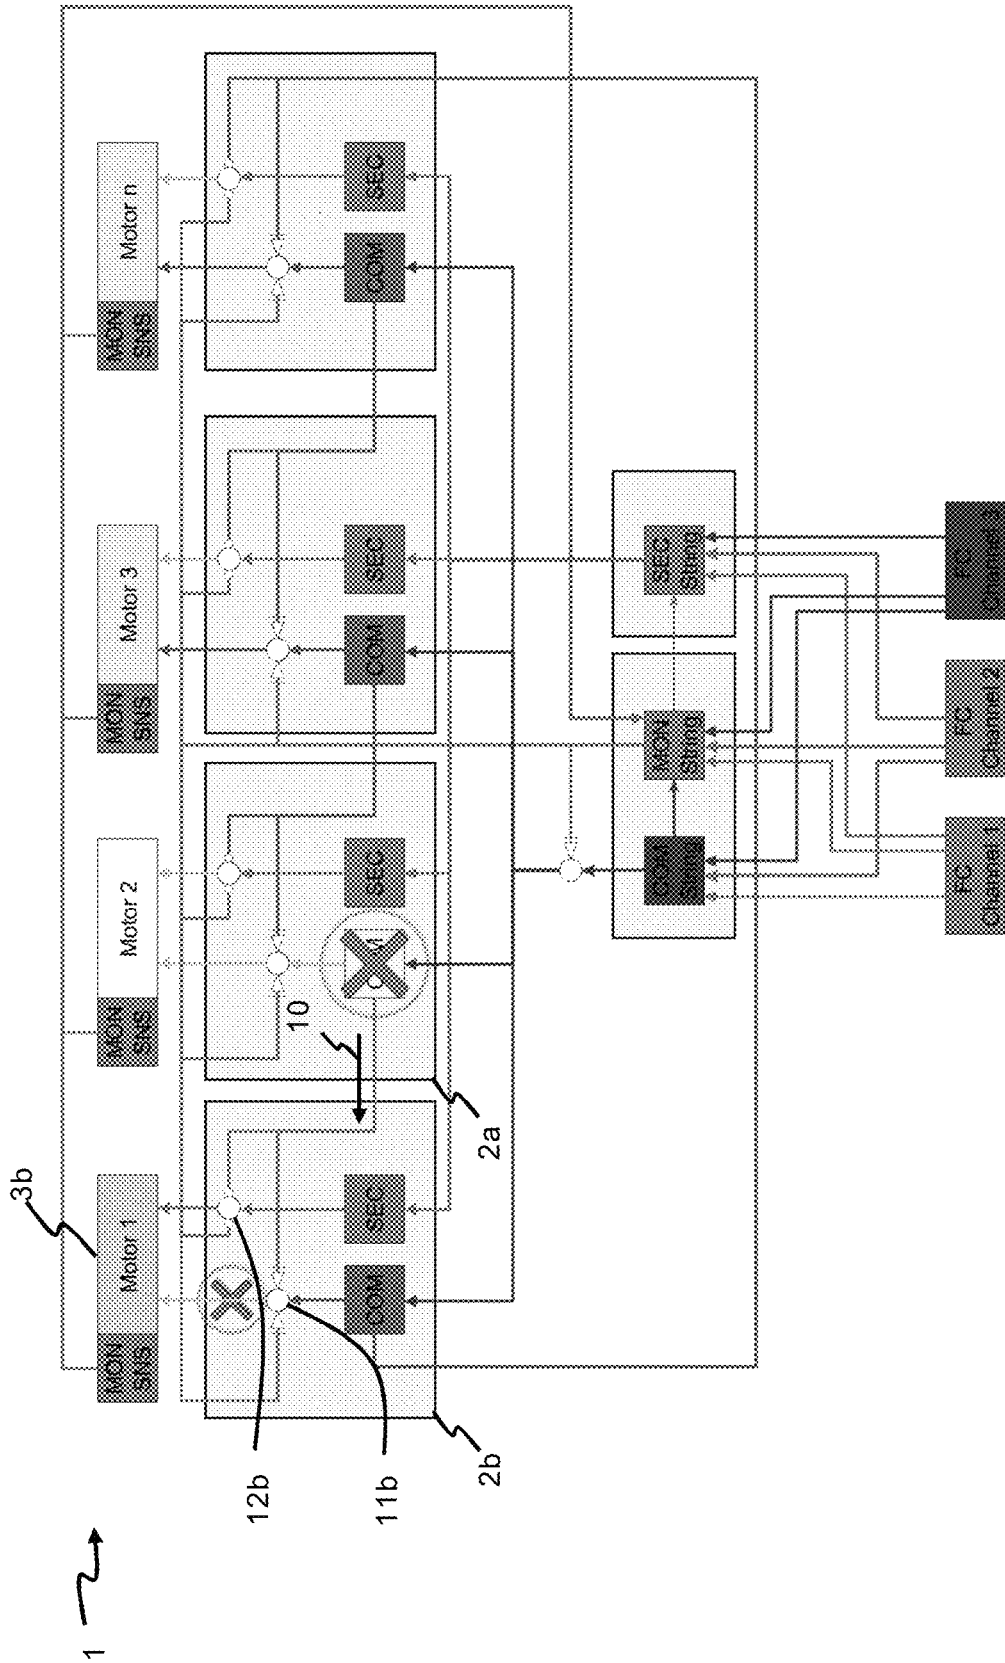 1
3b
MON
SNS
Motor 1
MON
SNS
Motor 2
MON
SNS
Motor 3
MON
SNS
Motor n
12b
11b
2b
10
2a
COM
SEC
SEC
COM
SEC
COM
SEC
COM
String
MON
String
SEC
String
FC
Channel 1
FC
Channel 2
FC
Channel 3